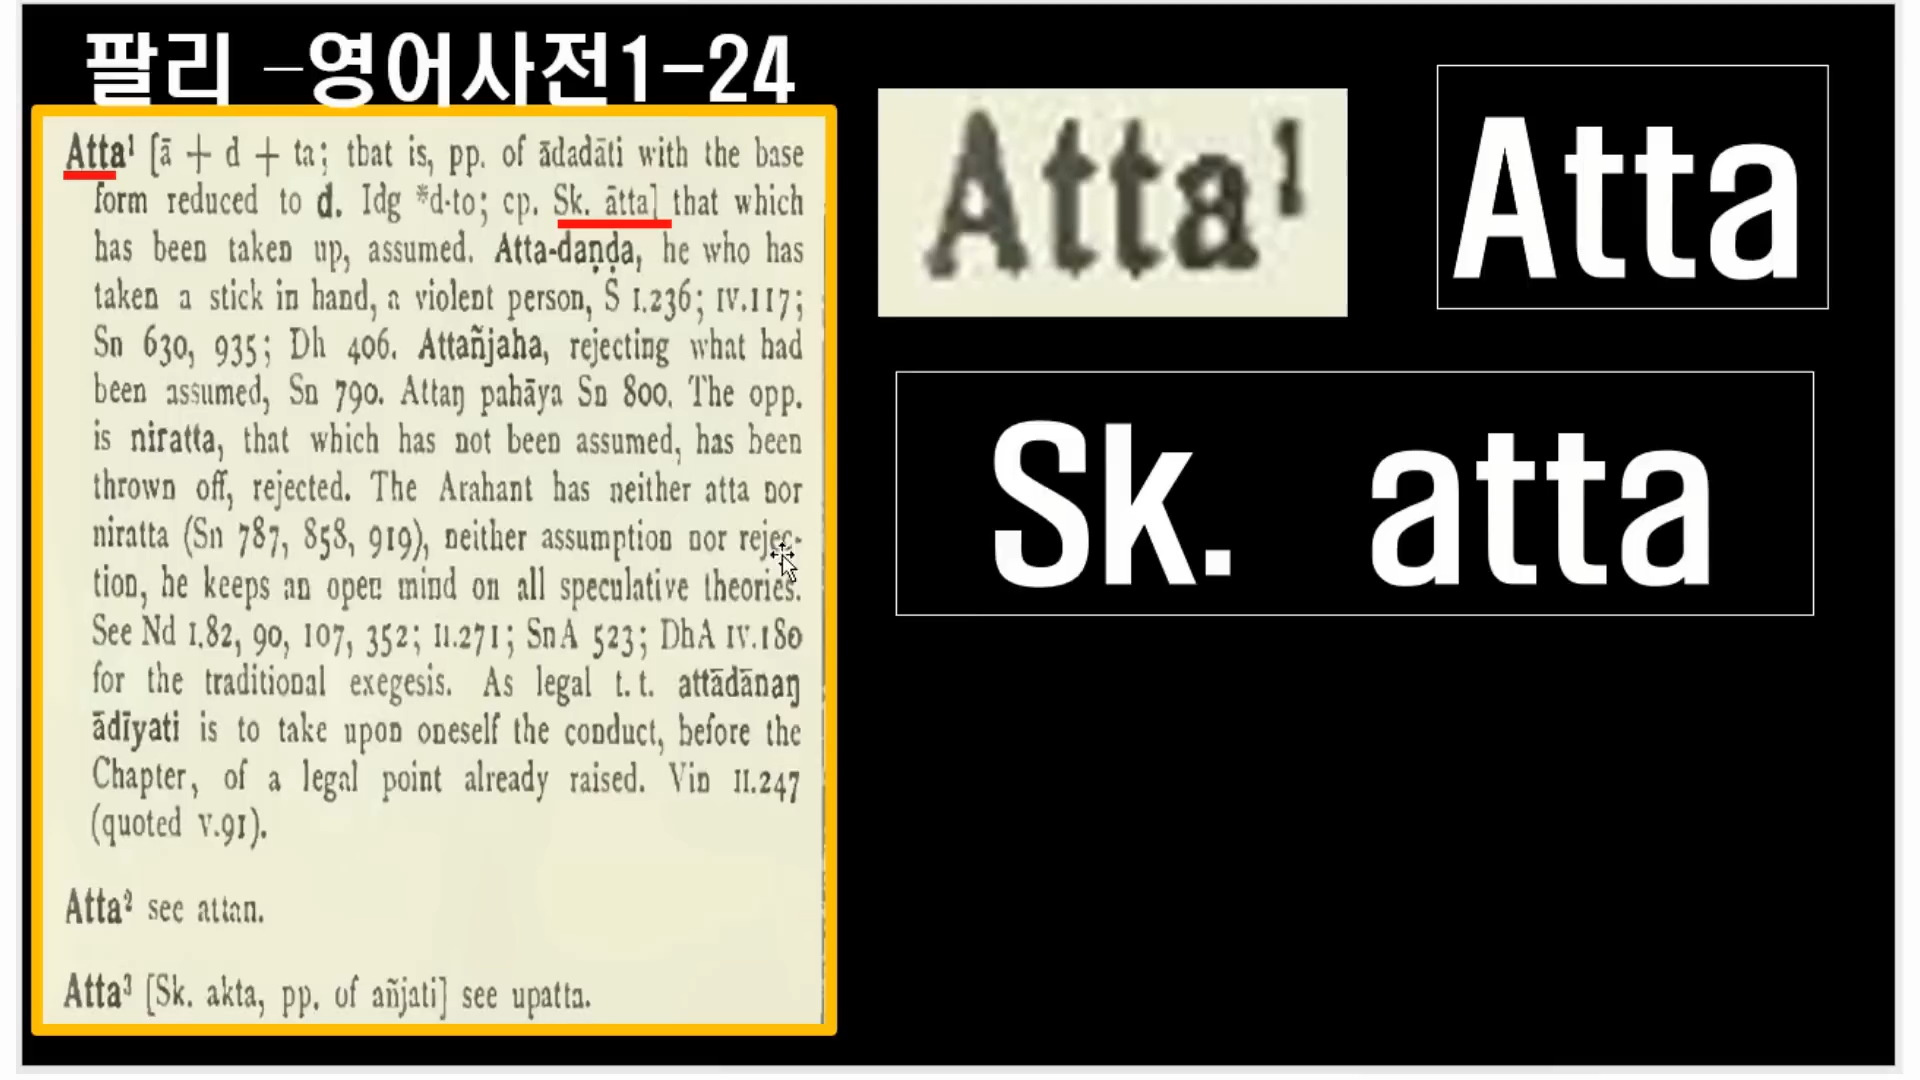 팔리 –영어사전1-24
Atta¹ [ā + d + ta; that is, pp. of ādadāti with the base
form reduced to d. Idg *d-to; cp. Sk. ātta] that which
has been taken up, assumed. Atta-daṇḍa, he who has
taken a stick in hand, a violent person, S I.236; IV.117;
Sn 630, 935; Dh 406. Attañjaha, rejecting what had
been assumed, Sn 790. Attaŋ pahāya Sn 800. The opp.
is niratta, that which has not been assumed, has been
thrown off, rejected. The Arahant has neither atta nor
niratta (Sn 787, 858, 919), neither assumption nor rejec-
tion, he keeps an open mind on all speculative theories.
See Nd I.82, 90, 107, 352; II.271; SnA 523; DhA IV.180
for the traditional exegesis. As legal t. t. attādānaŋ
ādīyati is to take upon oneself the conduct, before the
Chapter, of a legal point already raised. Vin II.247
(quoted V.91).
Atta² see attan.
Atta³ [Sk. akta, pp. of añjati] see upatta.
Atta¹
Atta
Sk. atta